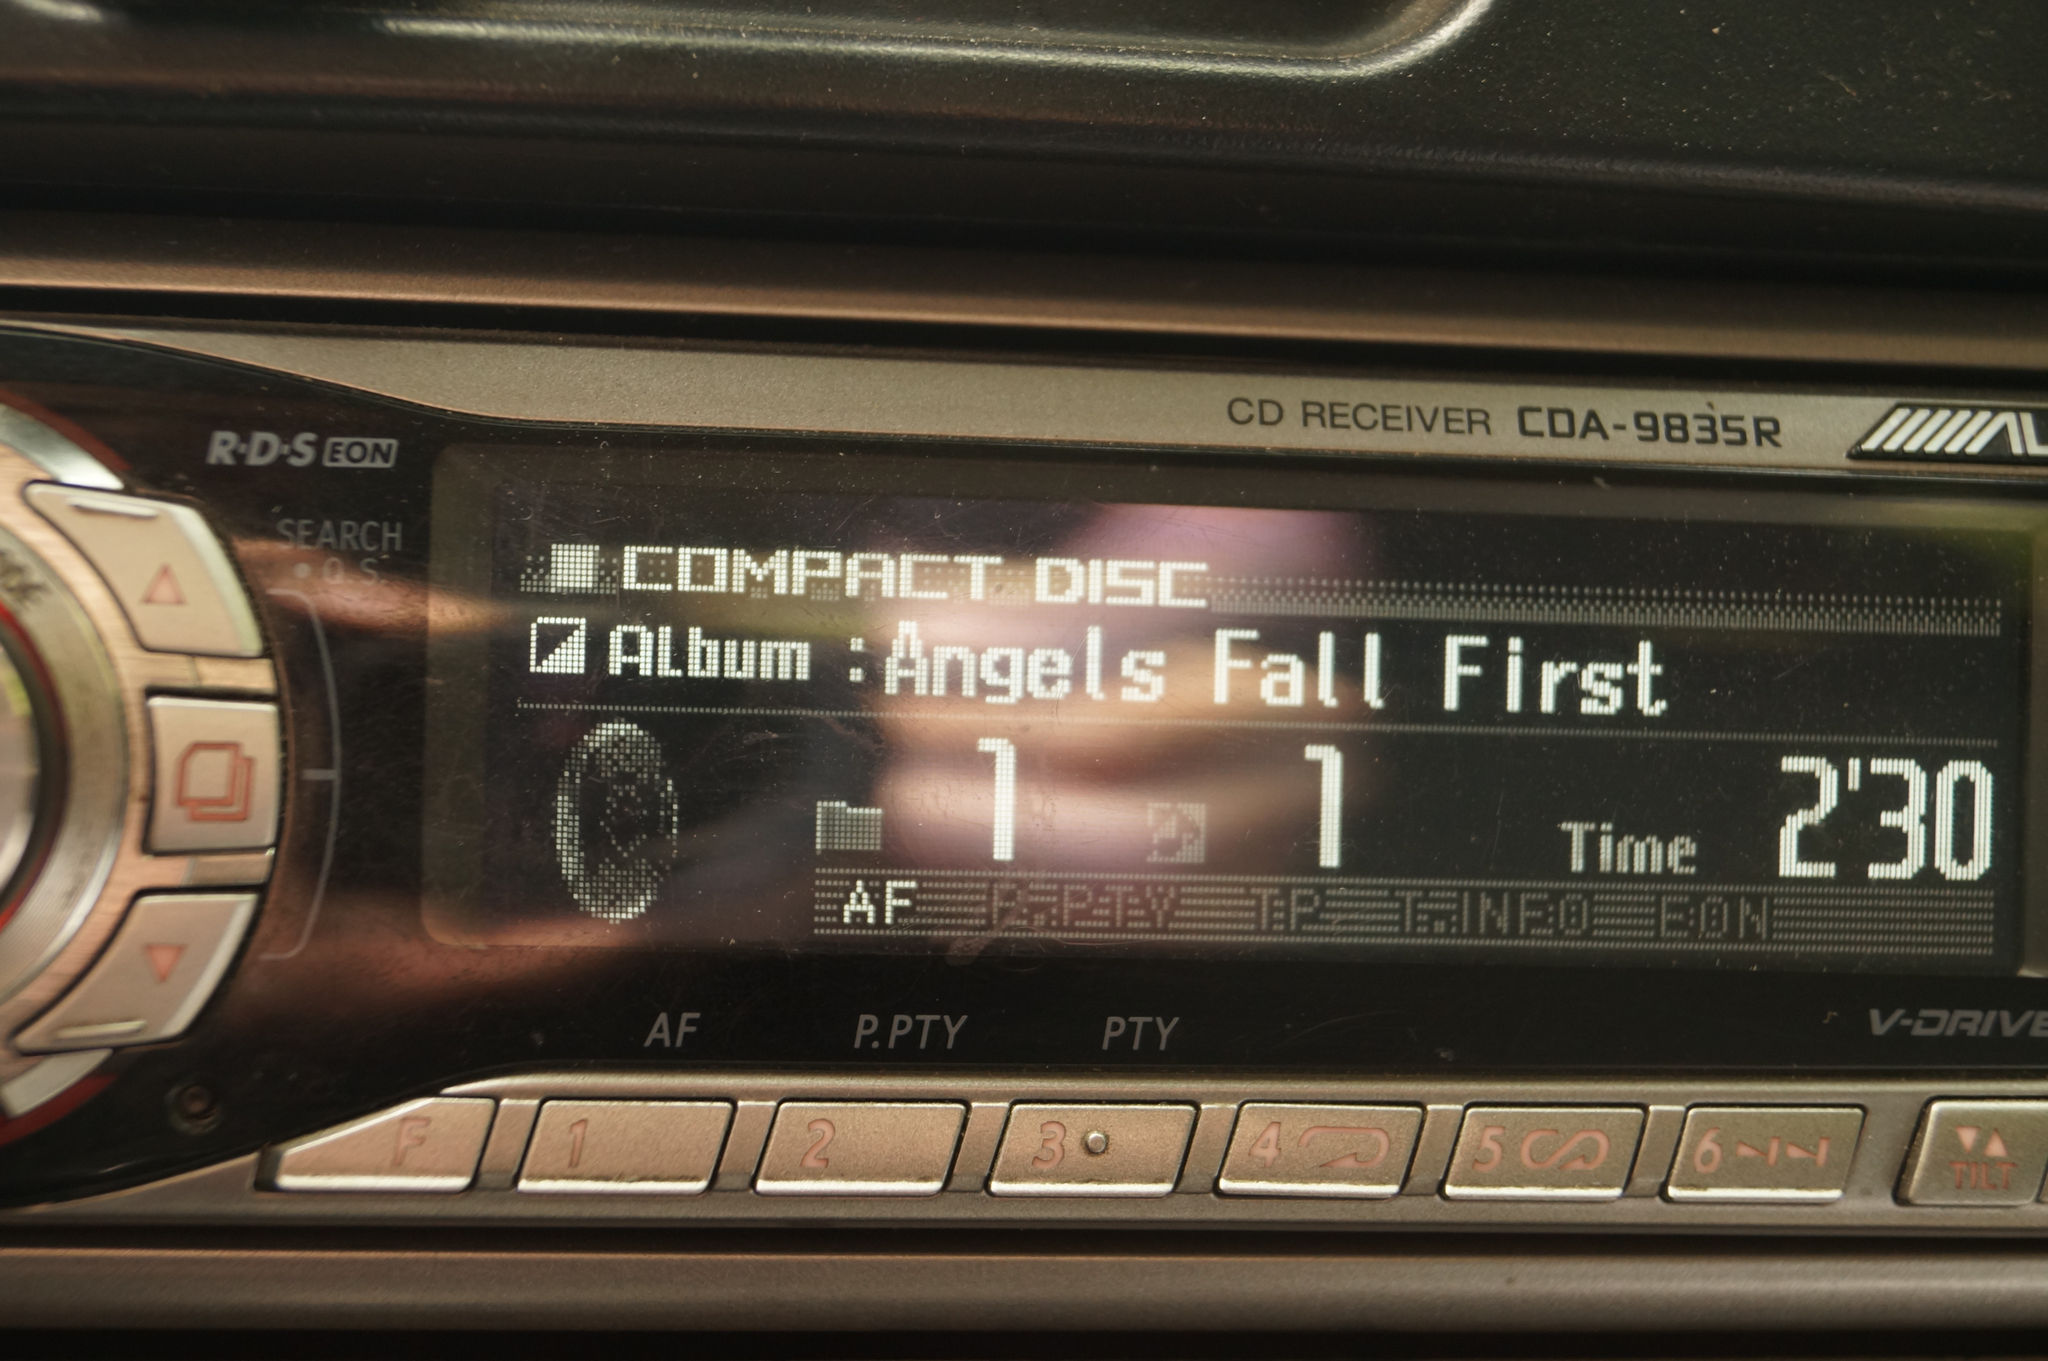 CD RECEIVER CDA-9835R
R·D·S EON
SEARCH
• Q.S.
COMPACT DISC
Album :Angels Fall First
1 1 Time 2'30
AF P.PTY TP T.INFO EON
AF P.PTY PTY
V-DRIVE
F 1 2 3 4 5 6
TILT